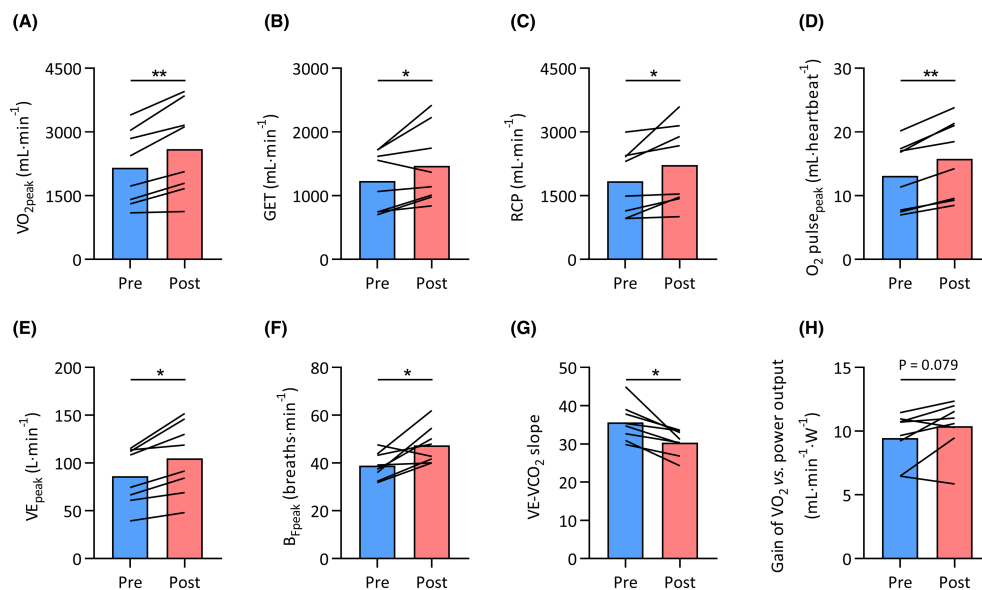 (A)
VO2peak (mL·min-1)
4500
3000
1500
0
**
Pre
Post
(B)
GET (mL·min-1)
3000
2000
1000
0
*
Pre
Post
(C)
RCP (mL·min-1)
4500
3000
1500
0
*
Pre
Post
(D)
O2 pulsepeak (mL·heartbeat-1)
30
20
10
0
**
Pre
Post
(E)
VEpeak (L·min-1)
200
150
100
50
0
*
Pre
Post
(F)
BFpeak (breaths·min-1)
80
60
40
20
0
*
Pre
Post
(G)
VE-VCO2 slope
50
40
30
20
10
0
*
Pre
Post
(H)
Gain of VO2 vs. power output
(mL·min-1·W-1)
15
10
5
0
P = 0.079
Pre
Post